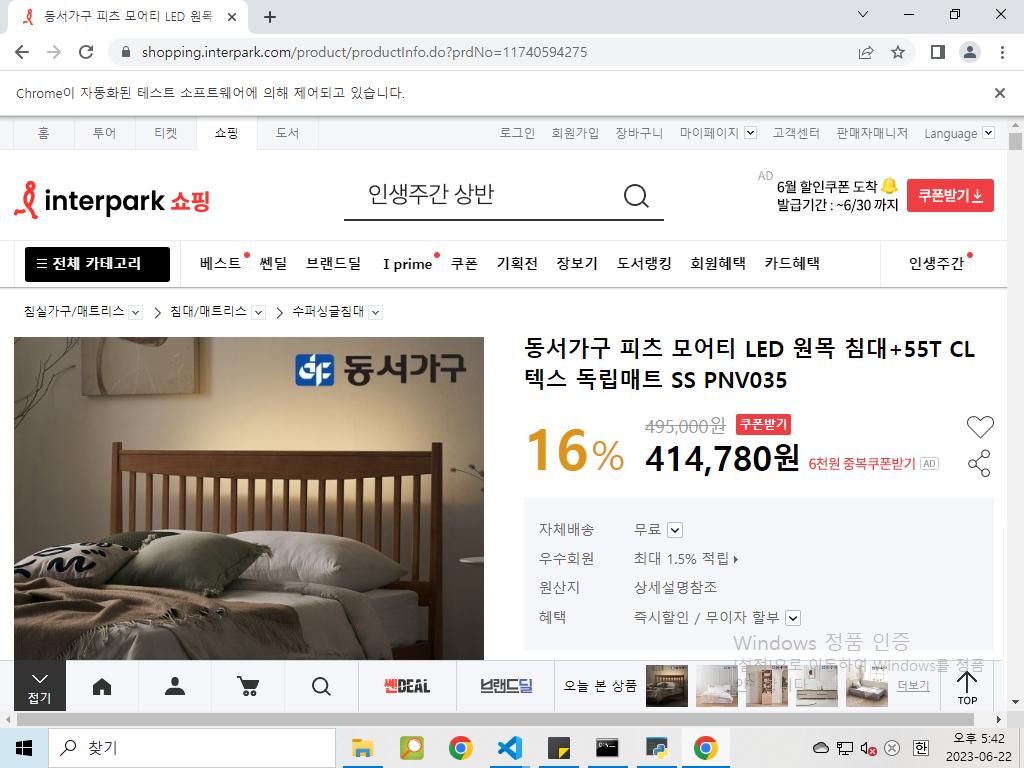 동서가구 피츠 모어티 LED 원목
shopping.interpark.com/product/productInfo.do?prdNo=11740594275
Chrome이 자동화된 테스트 소프트웨어에 의해 제어되고 있습니다.
홈 투어 티켓 쇼핑 도서 로그인 회원가입 장바구니 마이페이지 고객센터 판매자매니저 Language
interpark 쇼핑
인생주간 상반
AD
6월 할인쿠폰 도착
발급기간 : ~6/30 까지
쿠폰받기
전체 카테고리 베스트 쎈딜 브랜드딜 I prime 쿠폰 기획전 장보기 도서랭킹 회원혜택 카드혜택 인생주간
침실가구/매트리스 침대/매트리스 수퍼싱글침대
동서가구
동서가구 피츠 모어티 LED 원목 침대+55T CL
텍스 독립매트 SS PNV035
16%
495,000원 쿠폰받기
414,780원 6천원 중복쿠폰받기 AD
자체배송 무료
우수회원 최대 1.5% 적립
원산지 상세설명참조
혜택 즉시할인 / 무이자 할부
Windows 정품 인증
[설정]으로 이동하여 Windows를 정품
접기
쎈DEAL
브랜드딜
오늘 본 상품
더보기
TOP
찾기
한
오후 5:42
2023-06-22